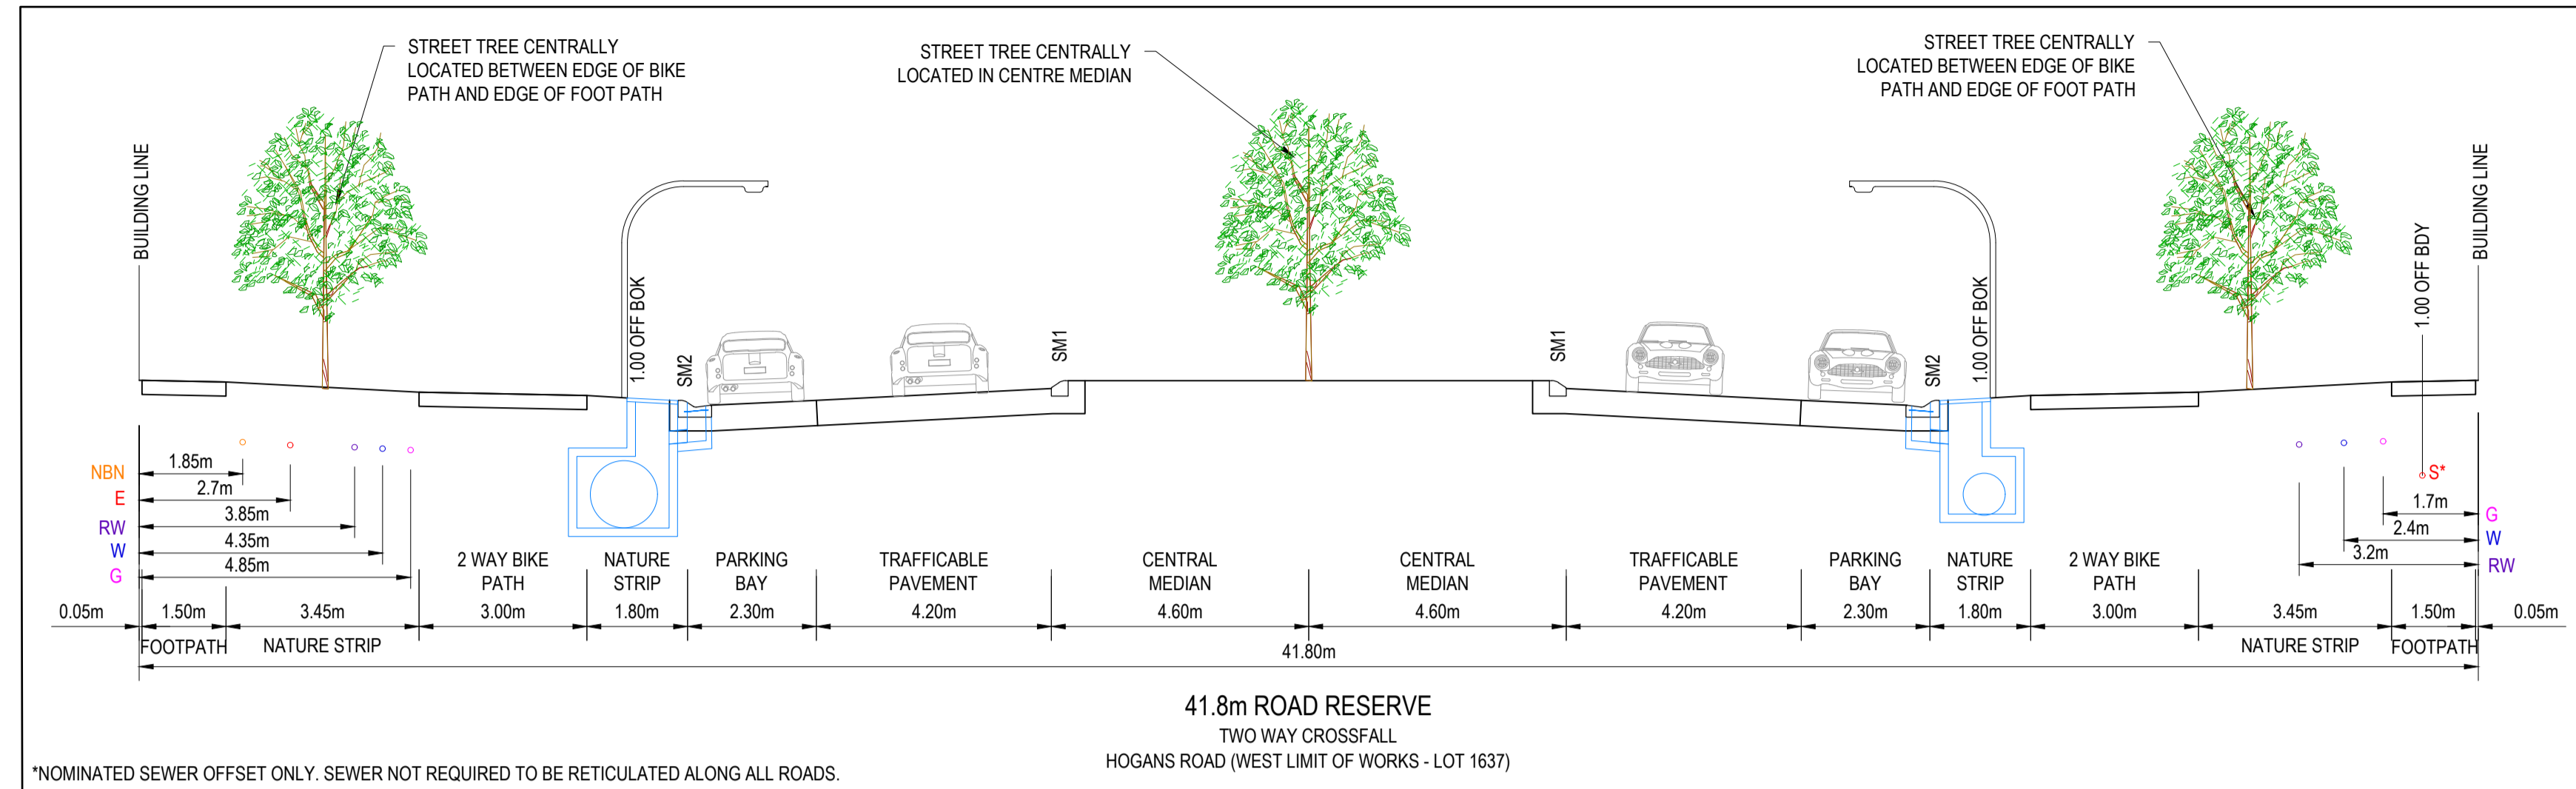 STREET TREE CENTRALLY
LOCATED BETWEEN EDGE OF BIKE
PATH AND EDGE OF FOOT PATH
STREET TREE CENTRALLY
LOCATED IN CENTRE MEDIAN
STREET TREE CENTRALLY
LOCATED BETWEEN EDGE OF BIKE
PATH AND EDGE OF FOOT PATH
BUILDING LINE
1.00 OFF BOK
SM2
SM1
SM1
SM2
1.00 OFF BOK
1.00 OFF BDY
BUILDING LINE
NBN
1.85m
E
2.7m
RW
3.85m
W
4.35m
G
4.85m
S*
1.7m
G
2.4m
W
3.2m
RW
2 WAY BIKE
PATH
NATURE
STRIP
PARKING
BAY
TRAFFICABLE
PAVEMENT
CENTRAL
MEDIAN
CENTRAL
MEDIAN
TRAFFICABLE
PAVEMENT
PARKING
BAY
NATURE
STRIP
2 WAY BIKE
PATH
0.05m 1.50m 3.45m 3.00m 1.80m 2.30m 4.20m 4.60m 4.60m 4.20m 2.30m 1.80m 3.00m 3.45m 1.50m 0.05m
FOOTPATH NATURE STRIP NATURE STRIP FOOTPATH
41.80m
41.8m ROAD RESERVE
TWO WAY CROSSFALL
HOGANS ROAD (WEST LIMIT OF WORKS - LOT 1637)
*NOMINATED SEWER OFFSET ONLY. SEWER NOT REQUIRED TO BE RETICULATED ALONG ALL ROADS.